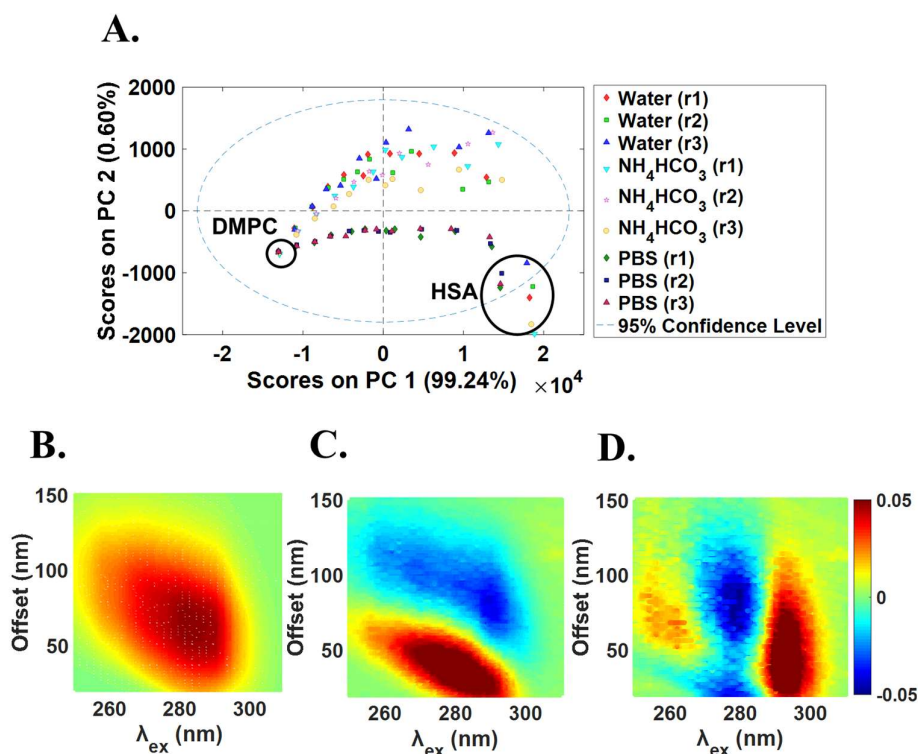 A.
Scores on PC 2 (0.60%)
2000
1000
0
-1000
-2000
DMPC
HSA
-2 -1 0 1 2
Scores on PC 1 (99.24%) ×10⁴
Water (r1)
Water (r2)
Water (r3)
NH₄HCO₃ (r1)
NH₄HCO₃ (r2)
NH₄HCO₃ (r3)
PBS (r1)
PBS (r2)
PBS (r3)
95% Confidence Level
B.
Offset (nm)
150
100
50
260 280 300
λex (nm)
C.
Offset (nm)
150
100
50
260 280 300
λex (nm)
D.
Offset (nm)
150
100
50
260 280 300
λex (nm)
0.05
0
-0.05